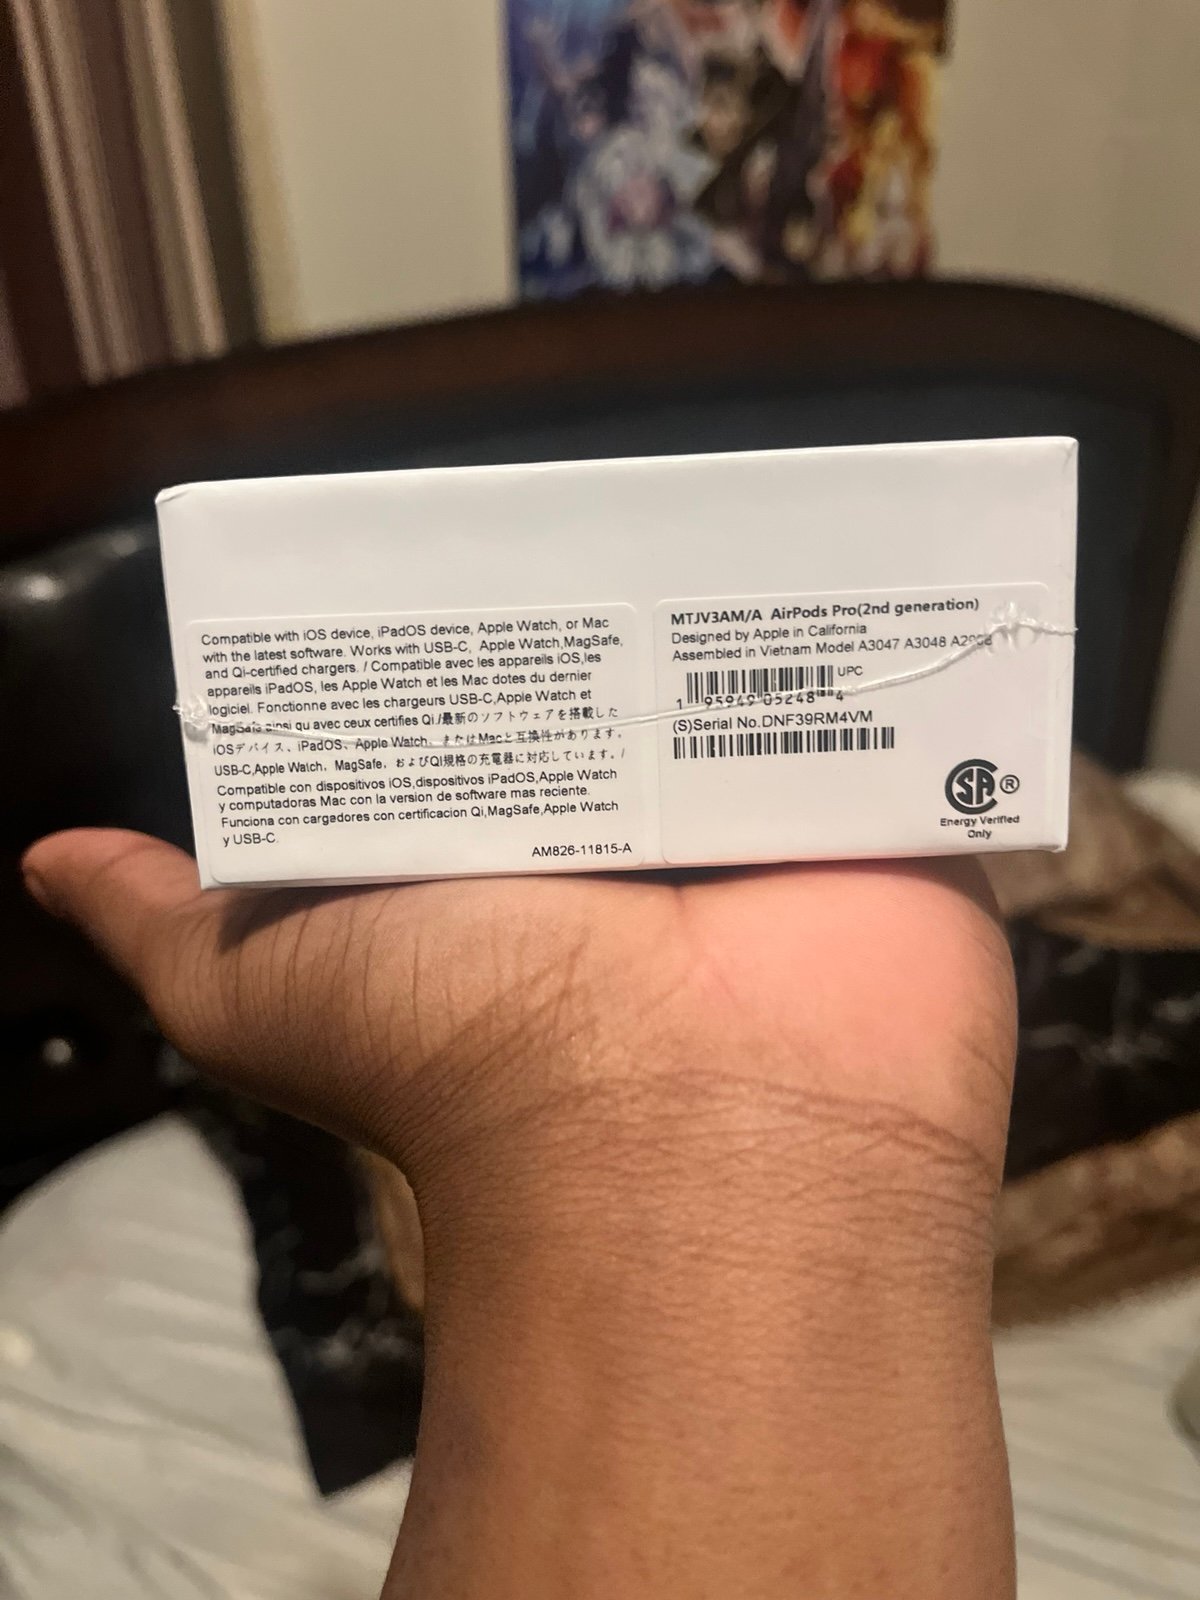 Compatible with iOS device, iPadOS device, Apple Watch, or Mac
with the latest software. Works with USB-C, Apple Watch,MagSafe,
and Qi-certified chargers. / Compatible avec les appareils iOS,les
appareils iPadOS, les Apple Watch et les Mac dotes du dernier
logiciel. Fonctionne avec les chargeurs USB-C,Apple Watch et
MagSafe ainsi qu avec ceux certifies Qi./最新のソフトウェアを搭載した
iOSデバイス、iPadOS、Apple Watch、またはMacと互換性があります。
USB-C,Apple Watch、MagSafe、およびQI規格の充電器に対応しています。/
Compatible con dispositivos iOS,dispositivos iPadOS,Apple Watch
y computadoras Mac con la version de software mas reciente.
Funciona con cargadores con certificacion Qi,MagSafe,Apple Watch
y USB-C.
AM826-11815-A
MTJV3AM/A AirPods Pro(2nd generation)
Designed by Apple in California
Assembled in Vietnam Model A3047 A3048
UPC
1 95949 05248 4
(S)Serial No.DNF39RM4VM
SA ®
Energy Verified
Only